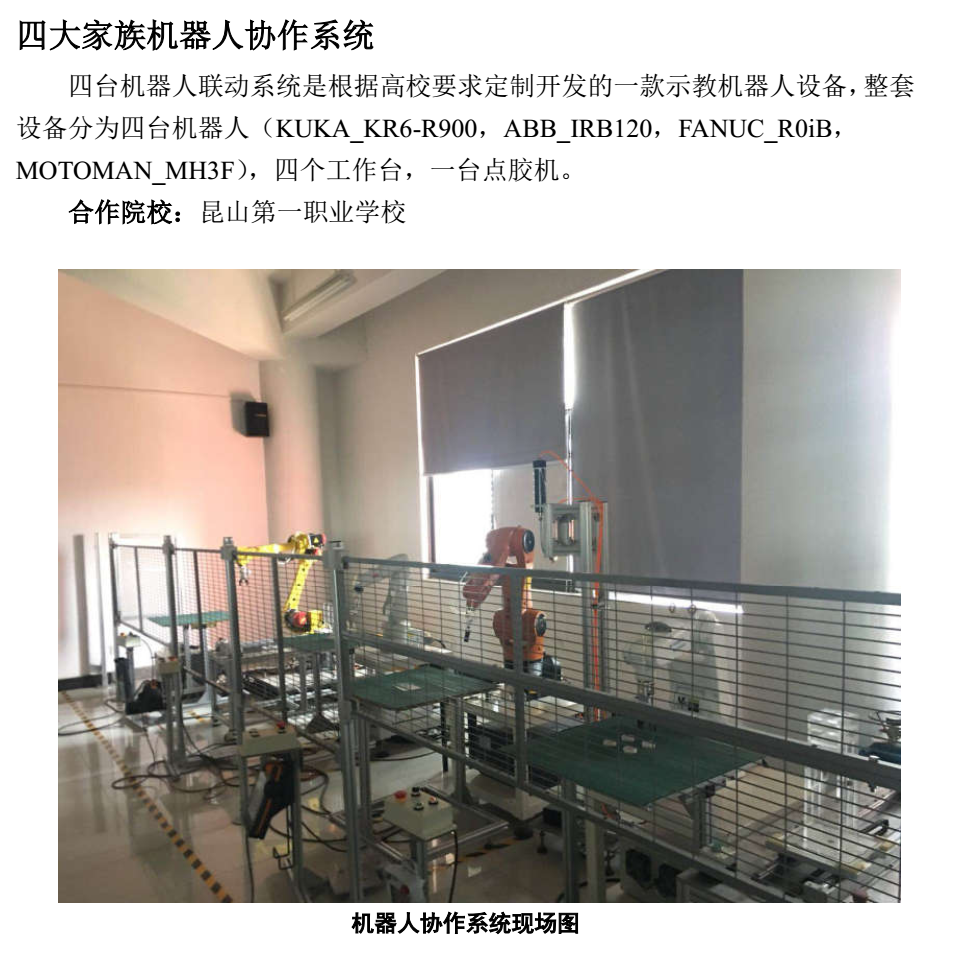 四大家族机器人协作系统
四台机器人联动系统是根据高校要求定制开发的一款示教机器人设备，整套
设备分为四台机器人（KUKA_KR6-R900，ABB_IRB120，FANUC_R0iB，
MOTOMAN_MH3F），四个工作台，一台点胶机。
合作院校：昆山第一职业学校
机器人协作系统现场图